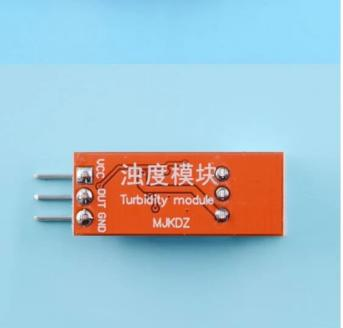 VCC OUT GND
浊度模块
Turbidity module
MJKDZ